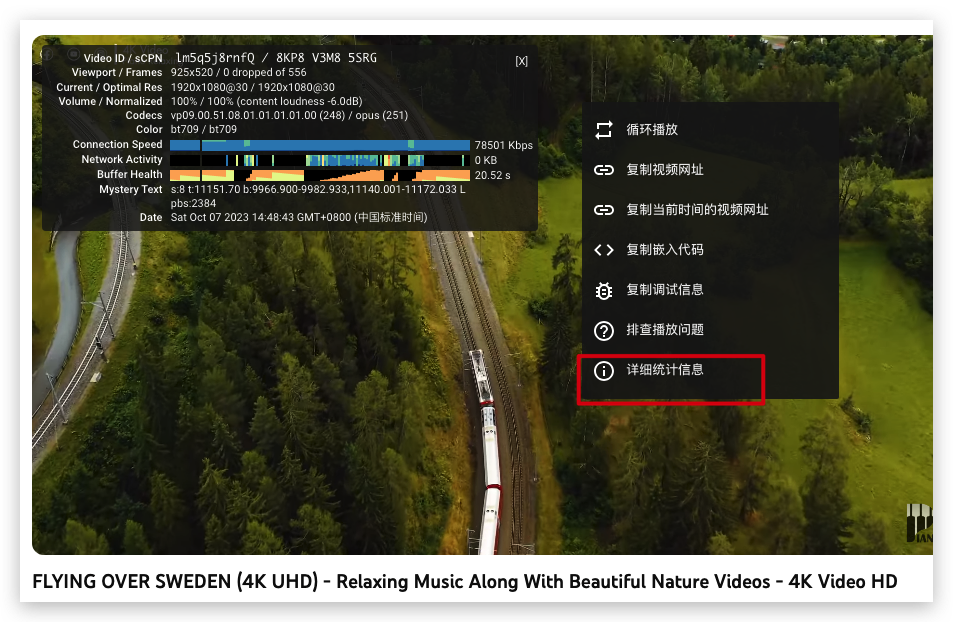 Video ID / sCPN lm5q5j8rnfQ / 8KP8 V3M8 5SRG
[X]
Viewport / Frames 925x520 / 0 dropped of 556
Current / Optimal Res 1920x1080@30 / 1920x1080@30
Volume / Normalized 100% / 100% (content loudness -6.0dB)
Codecs vp09.00.51.08.01.01.01.01.00 (248) / opus (251)
Color bt709 / bt709
Connection Speed 78501 Kbps
Network Activity 0 KB
Buffer Health 20.52 s
Mystery Text s:8 t:11151.70 b:9966.900-9982.933,11140.001-11172.033 L
pbs:2384
Date Sat Oct 07 2023 14:48:43 GMT+0800 (中国标准时间)
循环播放
复制视频网址
复制当前时间的视频网址
复制嵌入代码
复制调试信息
排查播放问题
详细统计信息
FLYING OVER SWEDEN (4K UHD) - Relaxing Music Along With Beautiful Nature Videos - 4K Video HD